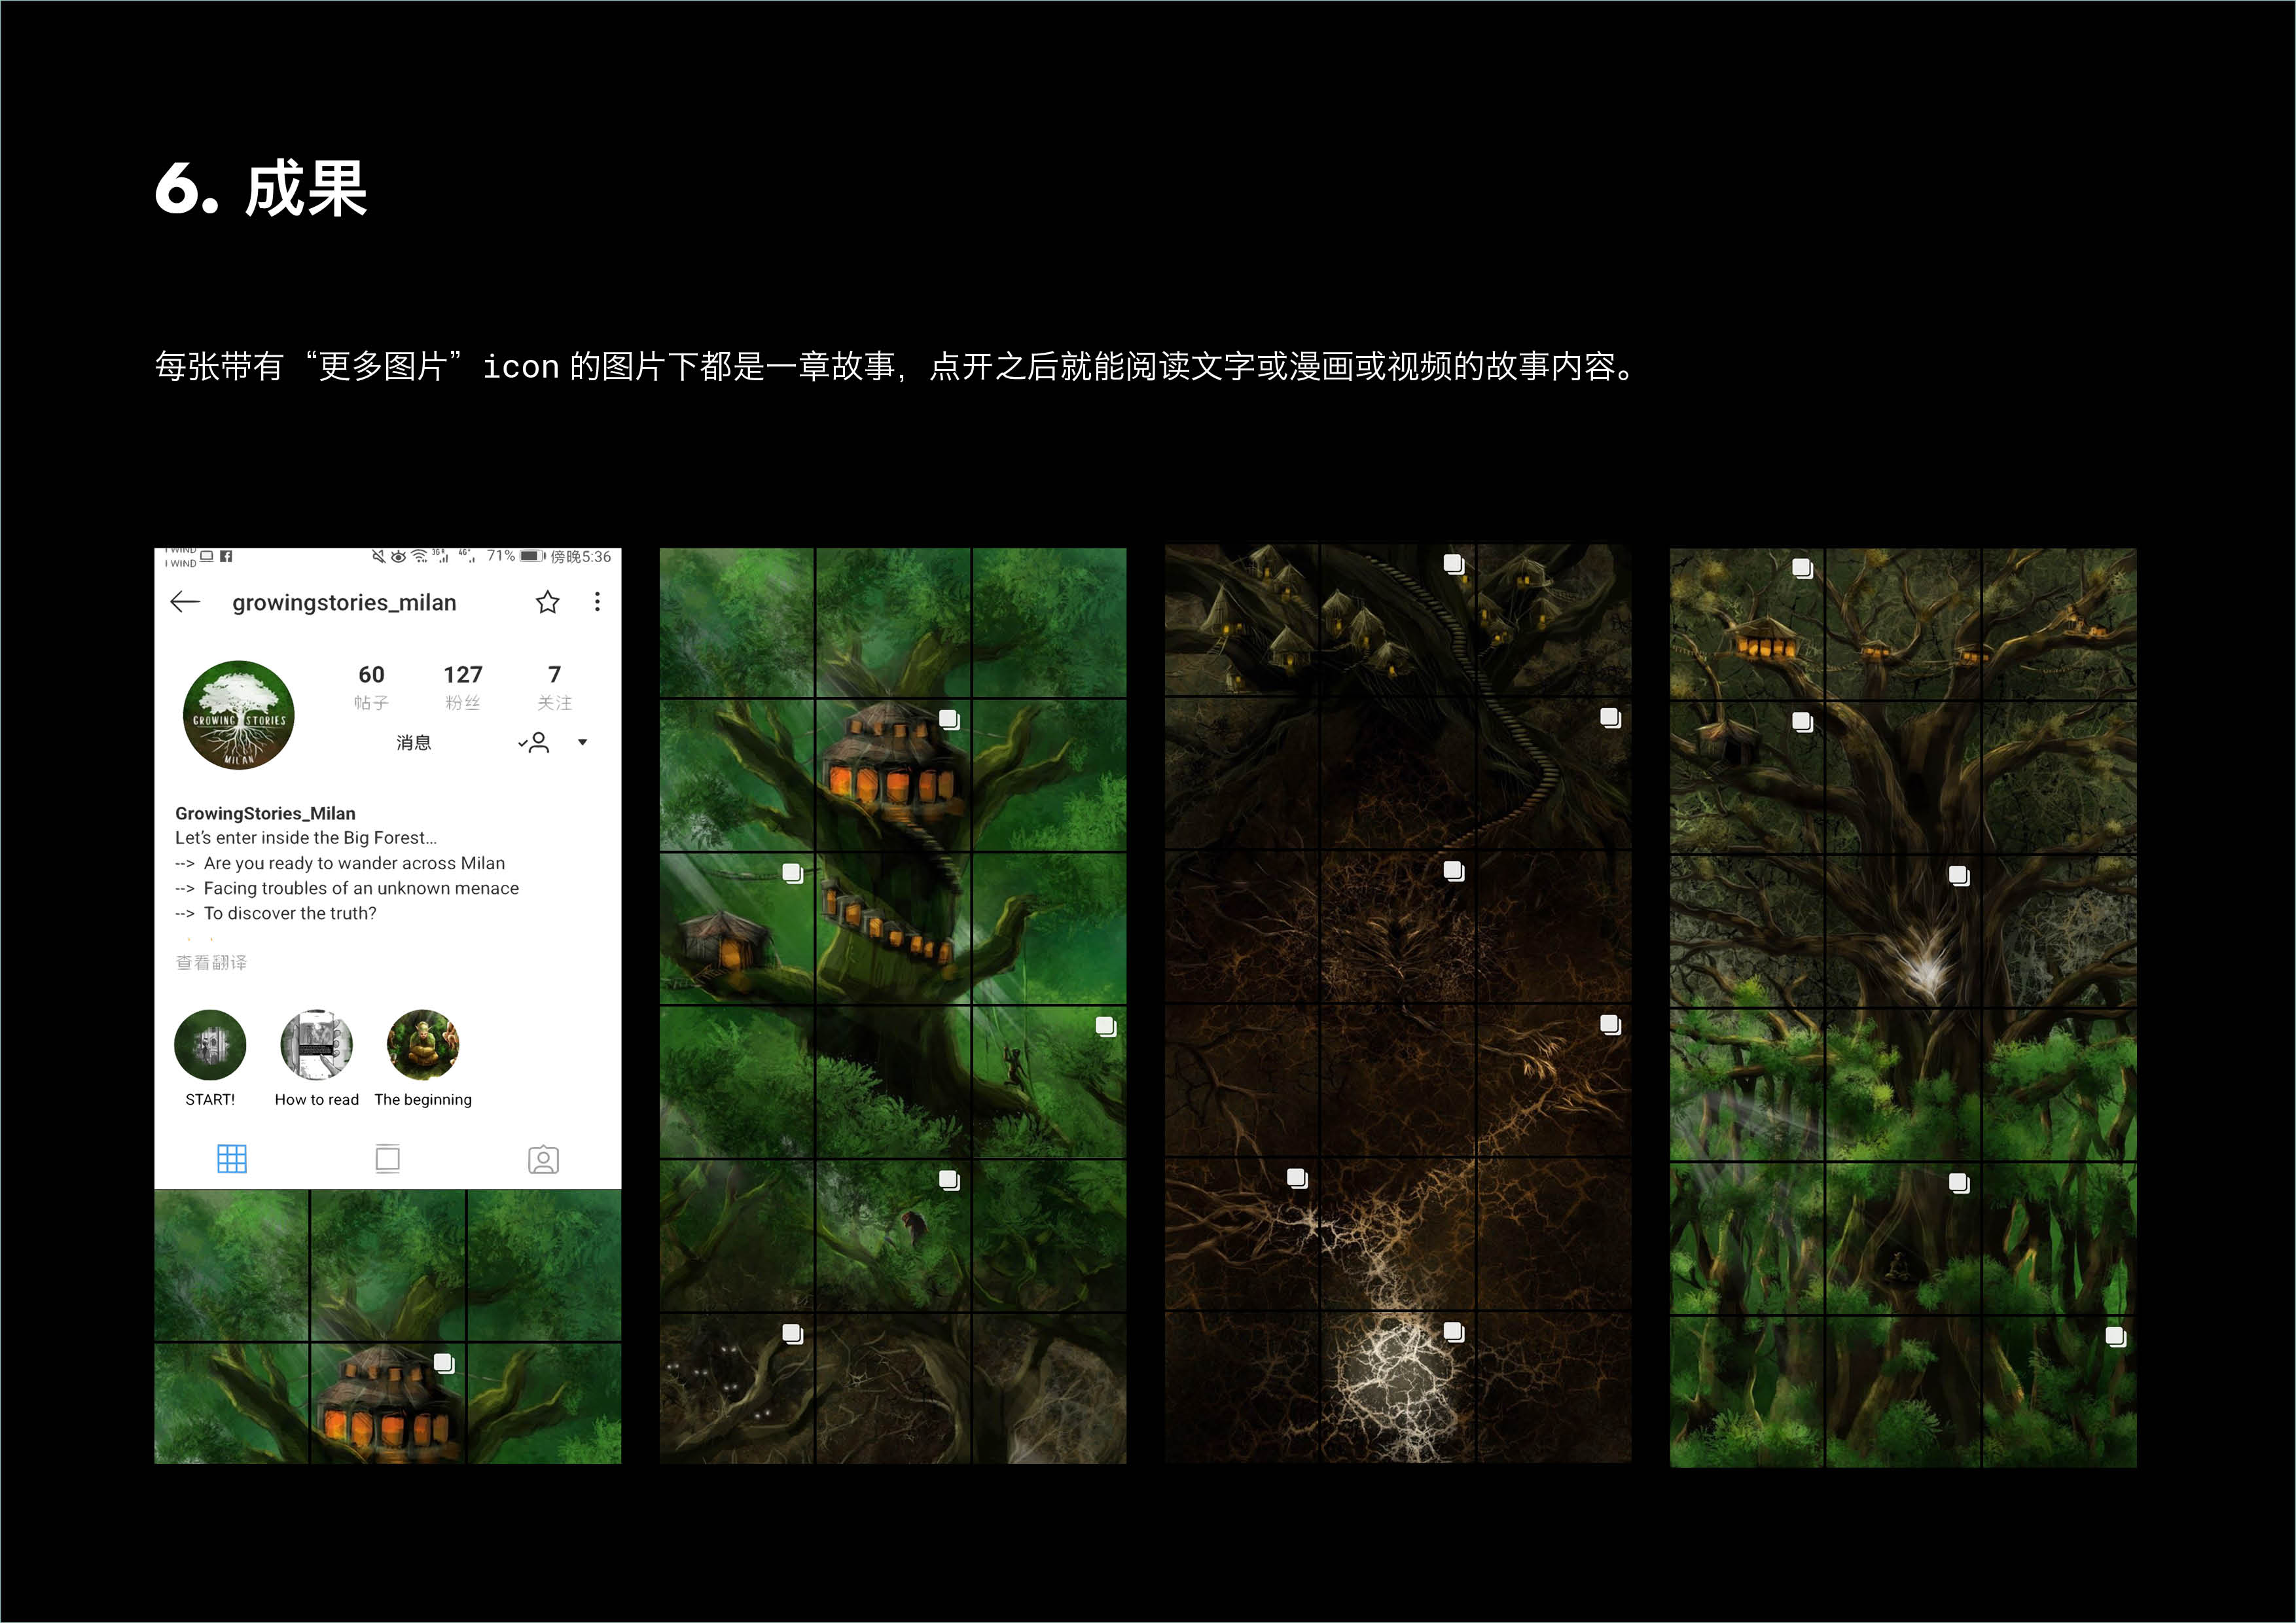 6. 成果
每张带有“更多图片”icon 的图片下都是一章故事，点开之后就能阅读文字或漫画或视频的故事内容。
I WIND
I WIND
71% 傍晚5:36
growingstories_milan
60 127 7
帖子 粉丝 关注
GROWING STORIES
MILAN
消息
GrowingStories_Milan
Let’s enter inside the Big Forest...
--> Are you ready to wander across Milan
--> Facing troubles of an unknown menace
--> To discover the truth?
查看翻译
START! How to read The beginning